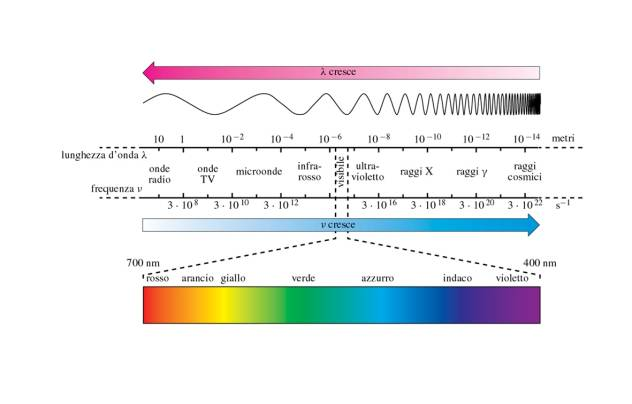 λ cresce
10 1 10⁻² 10⁻⁴ 10⁻⁶ 10⁻⁸ 10⁻¹⁰ 10⁻¹² 10⁻¹⁴ metri
lunghezza d'onda λ
onde radio
onde TV
microonde
infra-
rosso
visibile
ultra-
violetto
raggi X
raggi γ
raggi
cosmici
frequenza ν
3 · 10⁸ 3 · 10¹⁰ 3 · 10¹² 3 · 10¹⁶ 3 · 10¹⁸ 3 · 10²⁰ 3 · 10²² s⁻¹
ν cresce
700 nm 400 nm
rosso arancio giallo verde azzurro indaco violetto